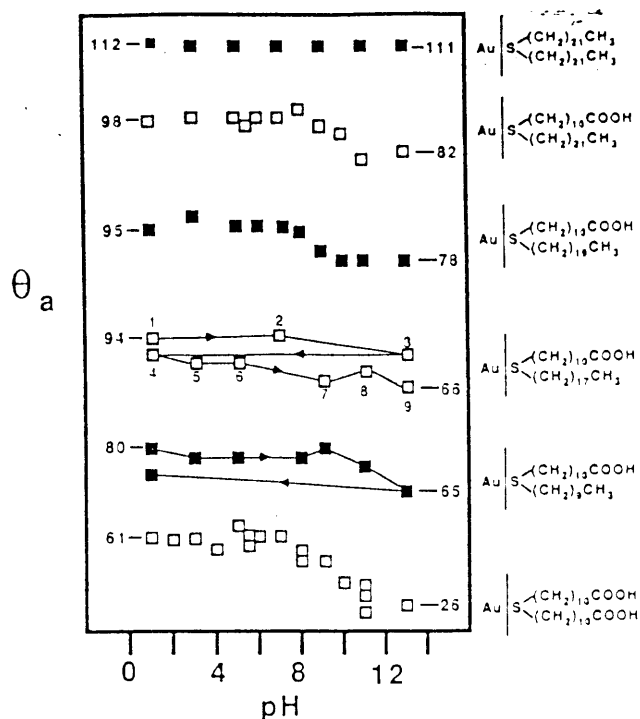 112 111 Au S (CH₂)₂₁CH₃
(CH₂)₂₁CH₃
98 82 Au S (CH₂)₁₀COOH
(CH₂)₂₁CH₃
95 78 Au S (CH₂)₁₀COOH
(CH₂)₁₉CH₃
θa
1 2 3
94
4 5 6 7 8 9
66 Au S (CH₂)₁₀COOH
(CH₂)₁₇CH₃
80 65 Au S (CH₂)₁₀COOH
(CH₂)₉CH₃
61 26 Au S (CH₂)₁₀COOH
(CH₂)₁₀COOH
0 4 8 12
pH